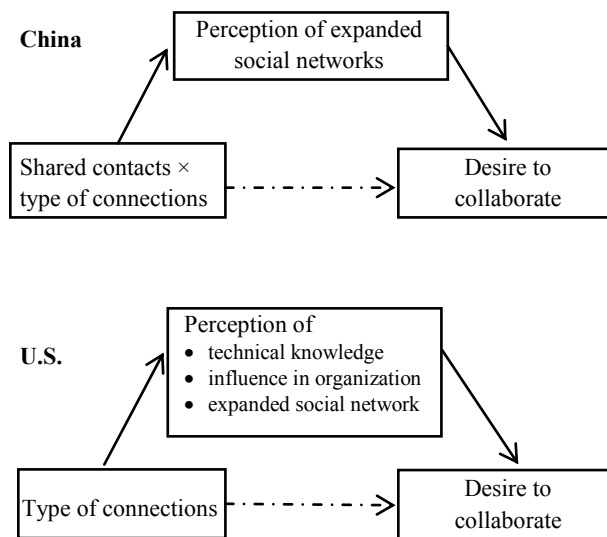 China
Perception of expanded
social networks
Shared contacts ×
type of connections
Desire to
collaborate
U.S.
Perception of
• technical knowledge
• influence in organization
• expanded social network
Type of connections
Desire to
collaborate